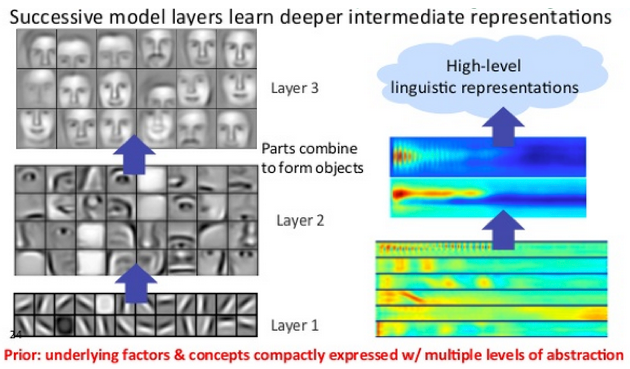 Successive model layers learn deeper intermediate representations
Layer 3
High-level
linguistic representations
Parts combine
to form objects
Layer 2
Layer 1
24
Prior: underlying factors & concepts compactly expressed w/ multiple levels of abstraction